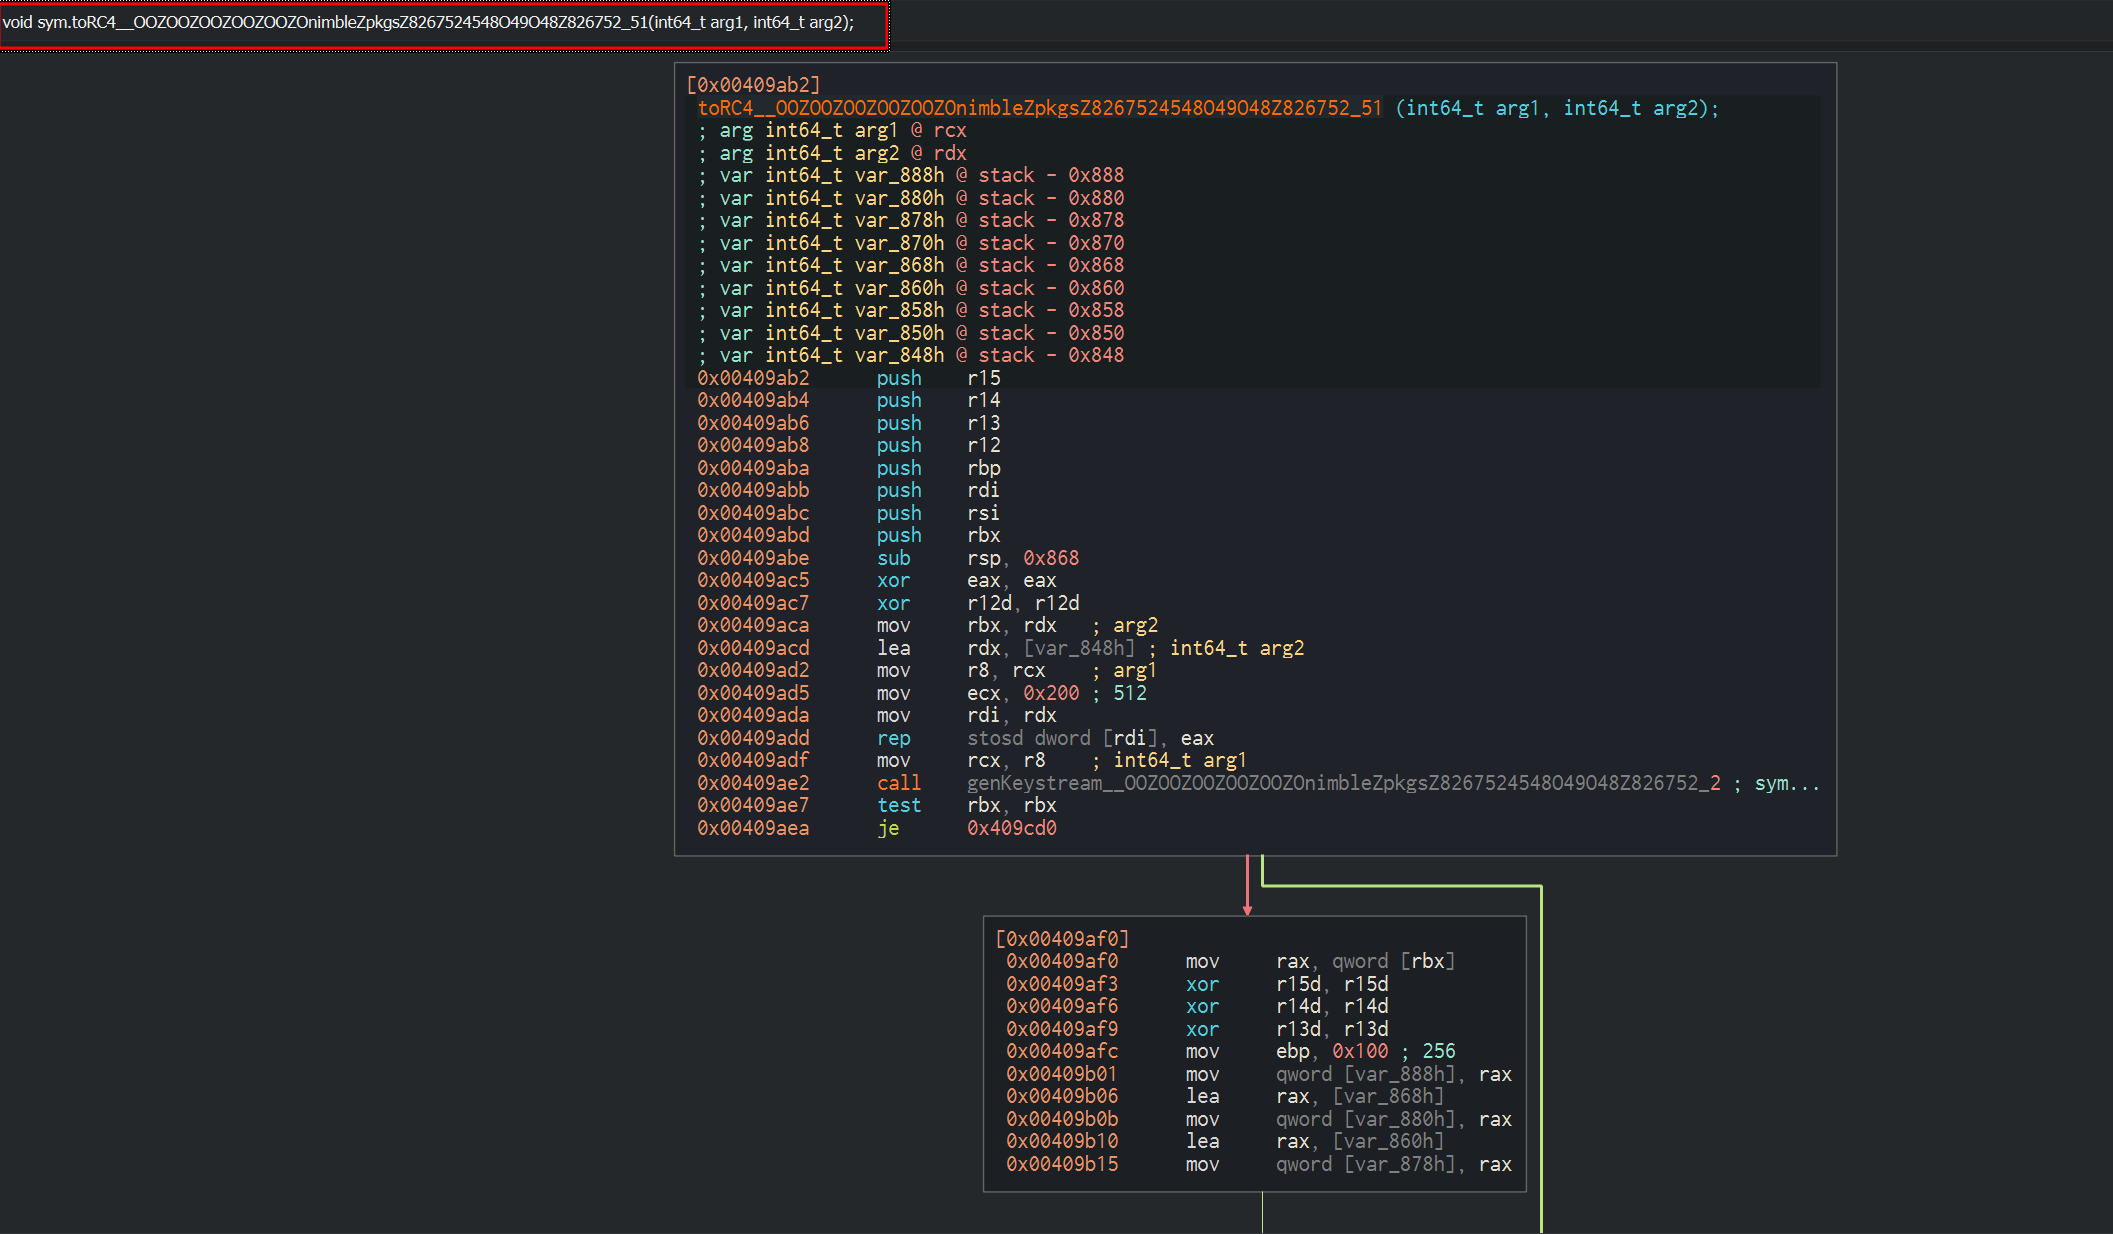 void sym.toRC4__OOZOOZOOZOOZOOZOnimbleZpkgsZ8267524548O49O48Z826752_51(int64_t arg1, int64_t arg2);
[0x00409ab2]
toRC4__OOZOOZOOZOOZOOZOnimbleZpkgsZ8267524548O49O48Z826752_51 (int64_t arg1, int64_t arg2);
; arg int64_t arg1 @ rcx
; arg int64_t arg2 @ rdx
; var int64_t var_888h @ stack - 0x888
; var int64_t var_880h @ stack - 0x880
; var int64_t var_878h @ stack - 0x878
; var int64_t var_870h @ stack - 0x870
; var int64_t var_868h @ stack - 0x868
; var int64_t var_860h @ stack - 0x860
; var int64_t var_858h @ stack - 0x858
; var int64_t var_850h @ stack - 0x850
; var int64_t var_848h @ stack - 0x848
0x00409ab2 push r15
0x00409ab4 push r14
0x00409ab6 push r13
0x00409ab8 push r12
0x00409aba push rbp
0x00409abb push rdi
0x00409abc push rsi
0x00409abd push rbx
0x00409abe sub rsp, 0x868
0x00409ac5 xor eax, eax
0x00409ac7 xor r12d, r12d
0x00409aca mov rbx, rdx ; arg2
0x00409acd lea rdx, [var_848h] ; int64_t arg2
0x00409ad2 mov r8, rcx ; arg1
0x00409ad5 mov ecx, 0x200 ; 512
0x00409ada mov rdi, rdx
0x00409add rep stosd dword [rdi], eax
0x00409adf mov rcx, r8 ; int64_t arg1
0x00409ae2 call genKeystream__OOZOOZOOZOOZOOZOnimbleZpkgsZ8267524548O49O48Z826752_2 ; sym...
0x00409ae7 test rbx, rbx
0x00409aea je 0x409cd0
[0x00409af0]
0x00409af0 mov rax, qword [rbx]
0x00409af3 xor r15d, r15d
0x00409af6 xor r14d, r14d
0x00409af9 xor r13d, r13d
0x00409afc mov ebp, 0x100 ; 256
0x00409b01 mov qword [var_888h], rax
0x00409b06 lea rax, [var_868h]
0x00409b0b mov qword [var_880h], rax
0x00409b10 lea rax, [var_860h]
0x00409b15 mov qword [var_878h], rax